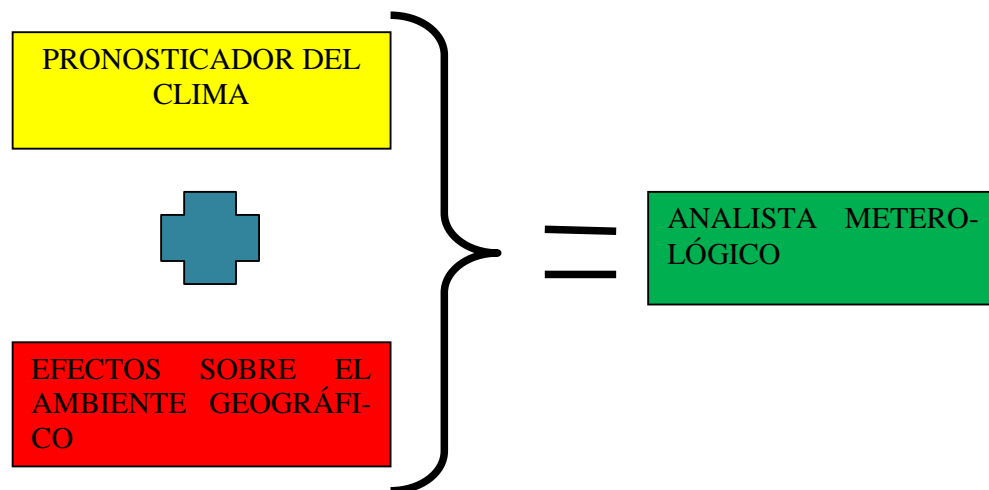 PRONOSTICADOR DEL
CLIMA
ANALISTA METERO-
LÓGICO
EFECTOS SOBRE EL
AMBIENTE GEOGRÁFI-
CO